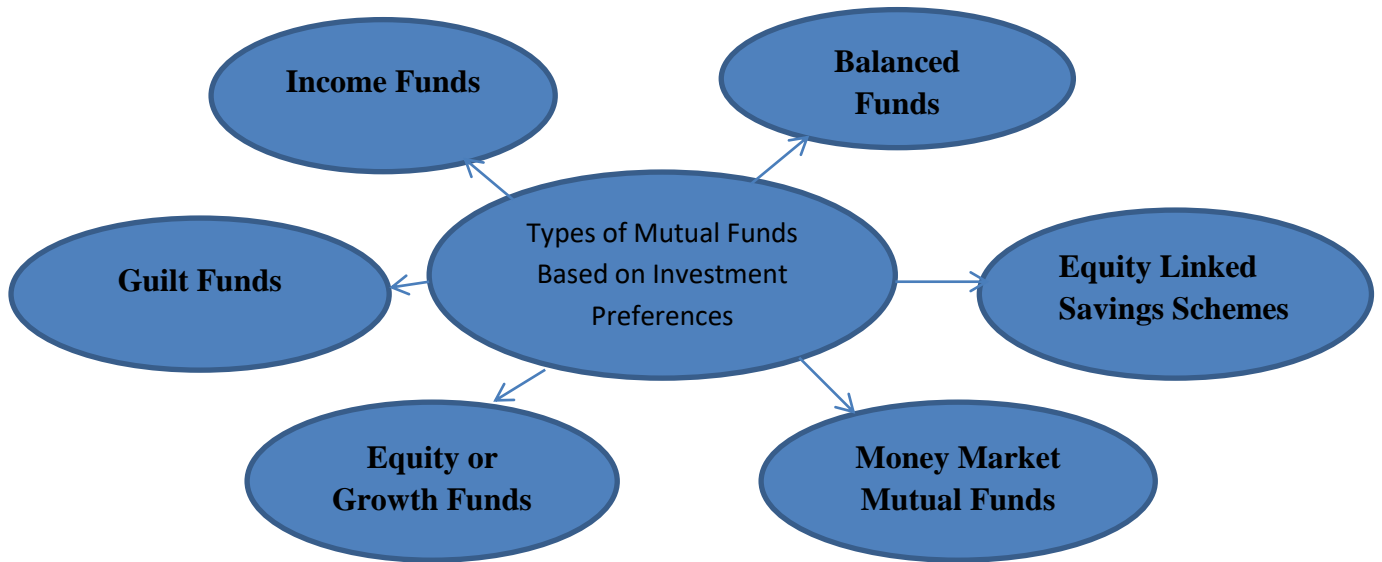 Income Funds
Balanced
Funds
Types of Mutual Funds
Based on Investment
Preferences
Guilt Funds
Equity Linked
Savings Schemes
Equity or
Growth Funds
Money Market
Mutual Funds